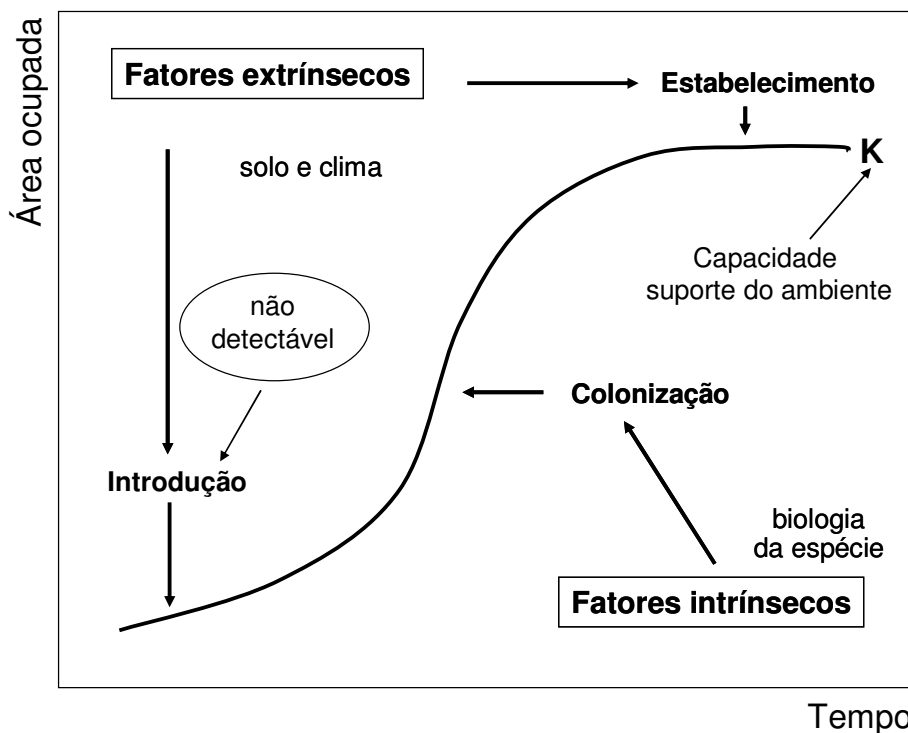 Área ocupada
Fatores extrínsecos
Estabelecimento
solo e clima
K
Capacidade
suporte do ambiente
não
detectável
Colonização
Introdução
biologia
da espécie
Fatores intrínsecos
Tempo